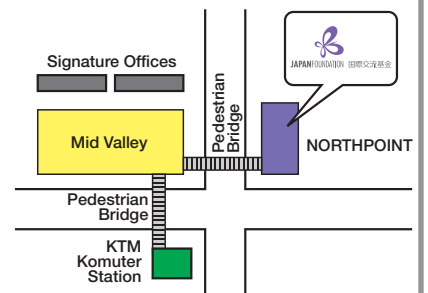 Signature Offices
JAPANFOUNDATION 国際交流基金
Pedestrian
Bridge
Mid Valley
NORTHPOINT
Pedestrian
Bridge
KTM
Komuter
Station